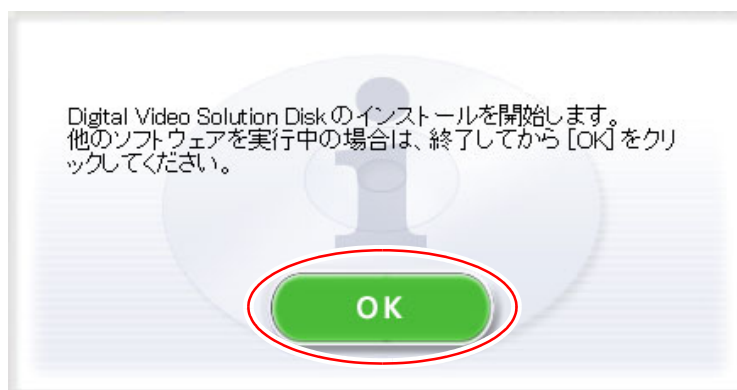 Digital Video Solution Disk のインストールを開始します。
他のソフトウェアを実行中の場合は、終了してから [OK] をクリ
ックしてください。
OK